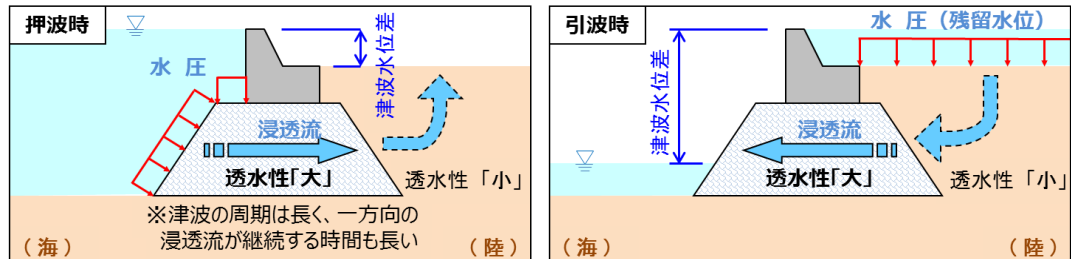 押波時
水 圧
津波水位差
浸透流
透水性「大」
透水性「小」
※津波の周期は長く、一方向の
浸透流が継続する時間も長い
（海）
（陸）
引波時
水 圧（残留水位）
津波水位差
浸透流
透水性「大」
透水性「小」
（海）
（陸）